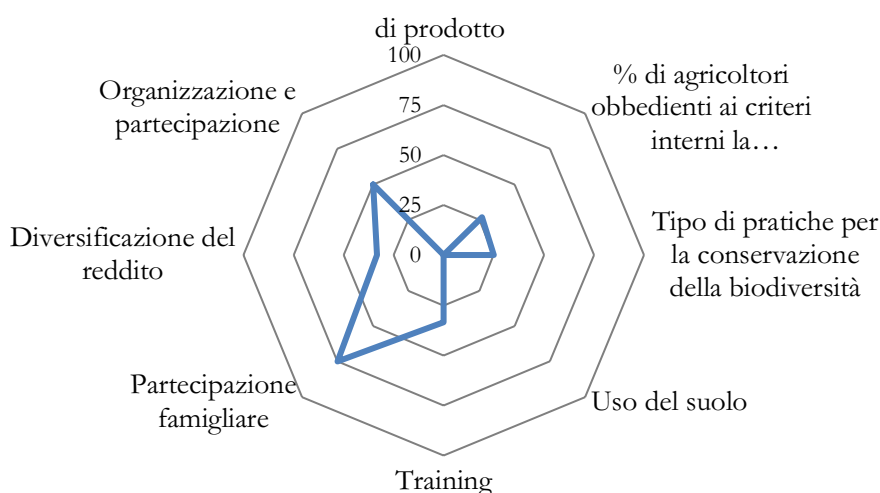 di prodotto
% di agricoltori
obbedienti ai criteri
interni la…
Tipo di pratiche per
la conservazione
della biodiversità
Uso del suolo
Training
Partecipazione
famigliare
Diversificazione del
reddito
Organizzazione e
partecipazione
100
75
50
25
0